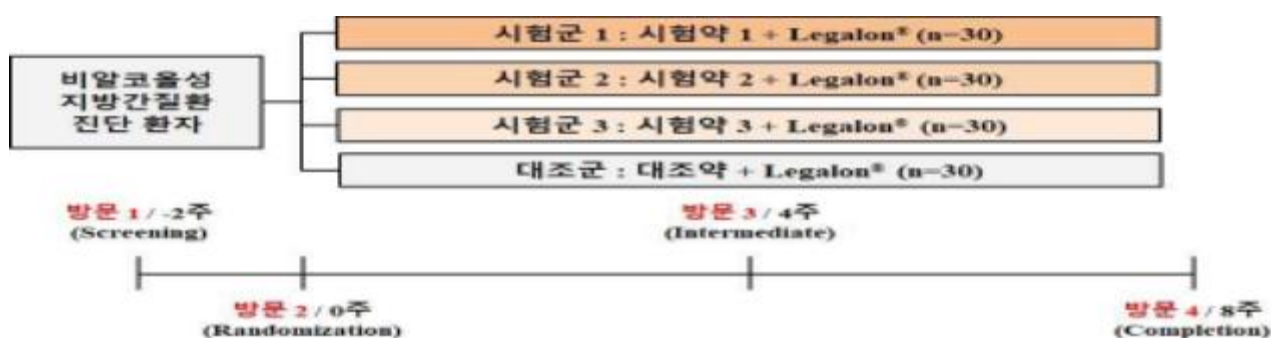 시험군 1 : 시험약 1 + Legalon® (n=30)
비알코올성
지방간질환
진단 환자
시험군 2 : 시험약 2 + Legalon® (n=30)
시험군 3 : 시험약 3 + Legalon® (n=30)
대조군 : 대조약 + Legalon® (n=30)
방문 1 / -2주
(Screening)
방문 3 / 4주
(Intermediate)
방문 2 / 0주
(Randomization)
방문 4 / 8주
(Completion)